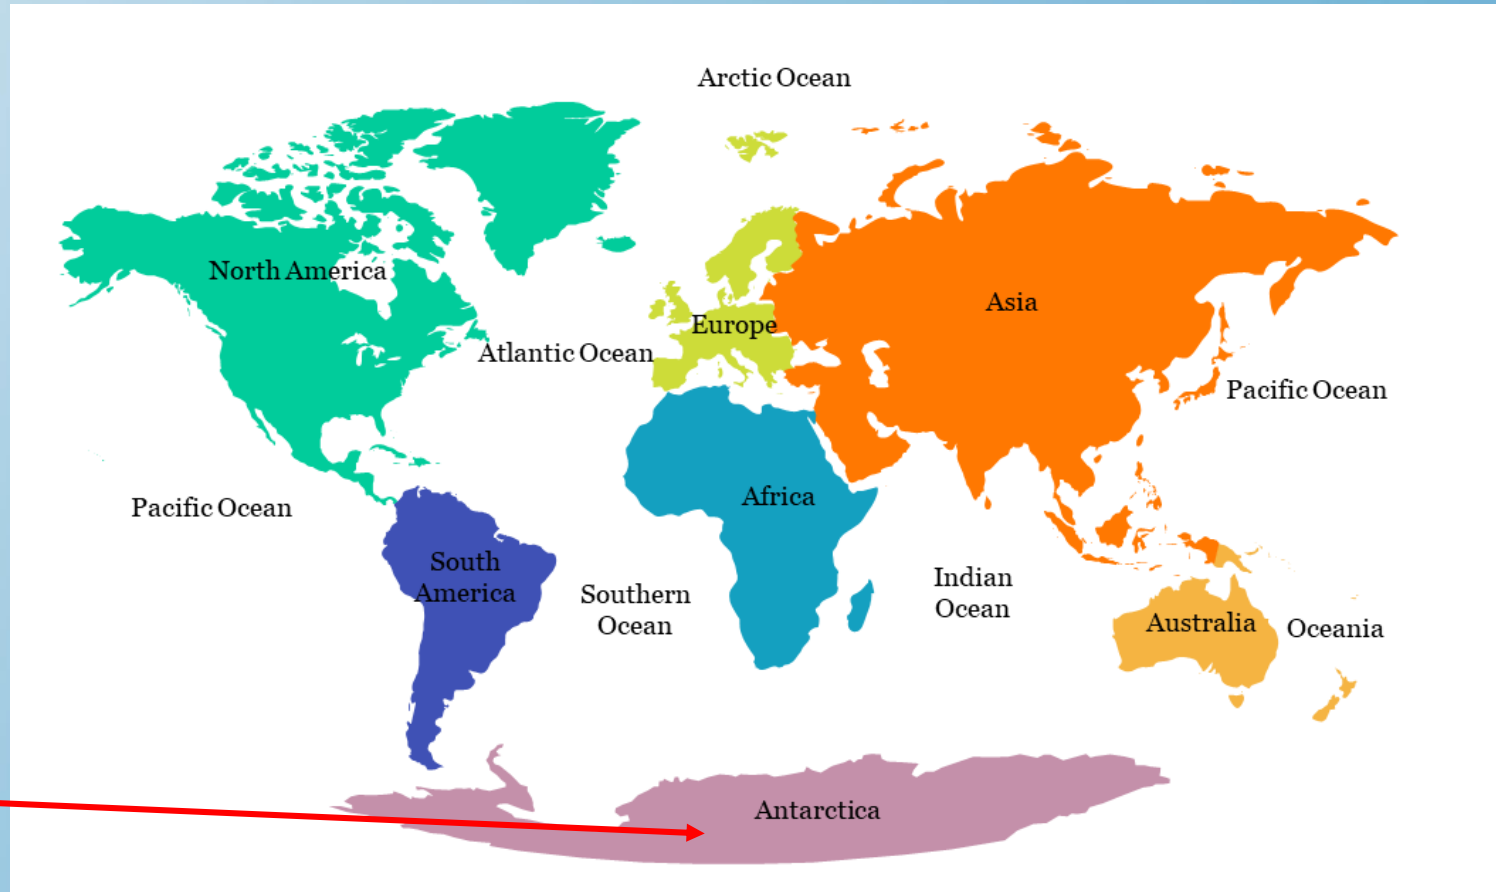 Arctic Ocean
North America
Asia
Europe
Atlantic Ocean
Pacific Ocean
Africa
Pacific Ocean
South
America
Southern
Ocean
Indian
Ocean
Australia
Oceania
Antarctica